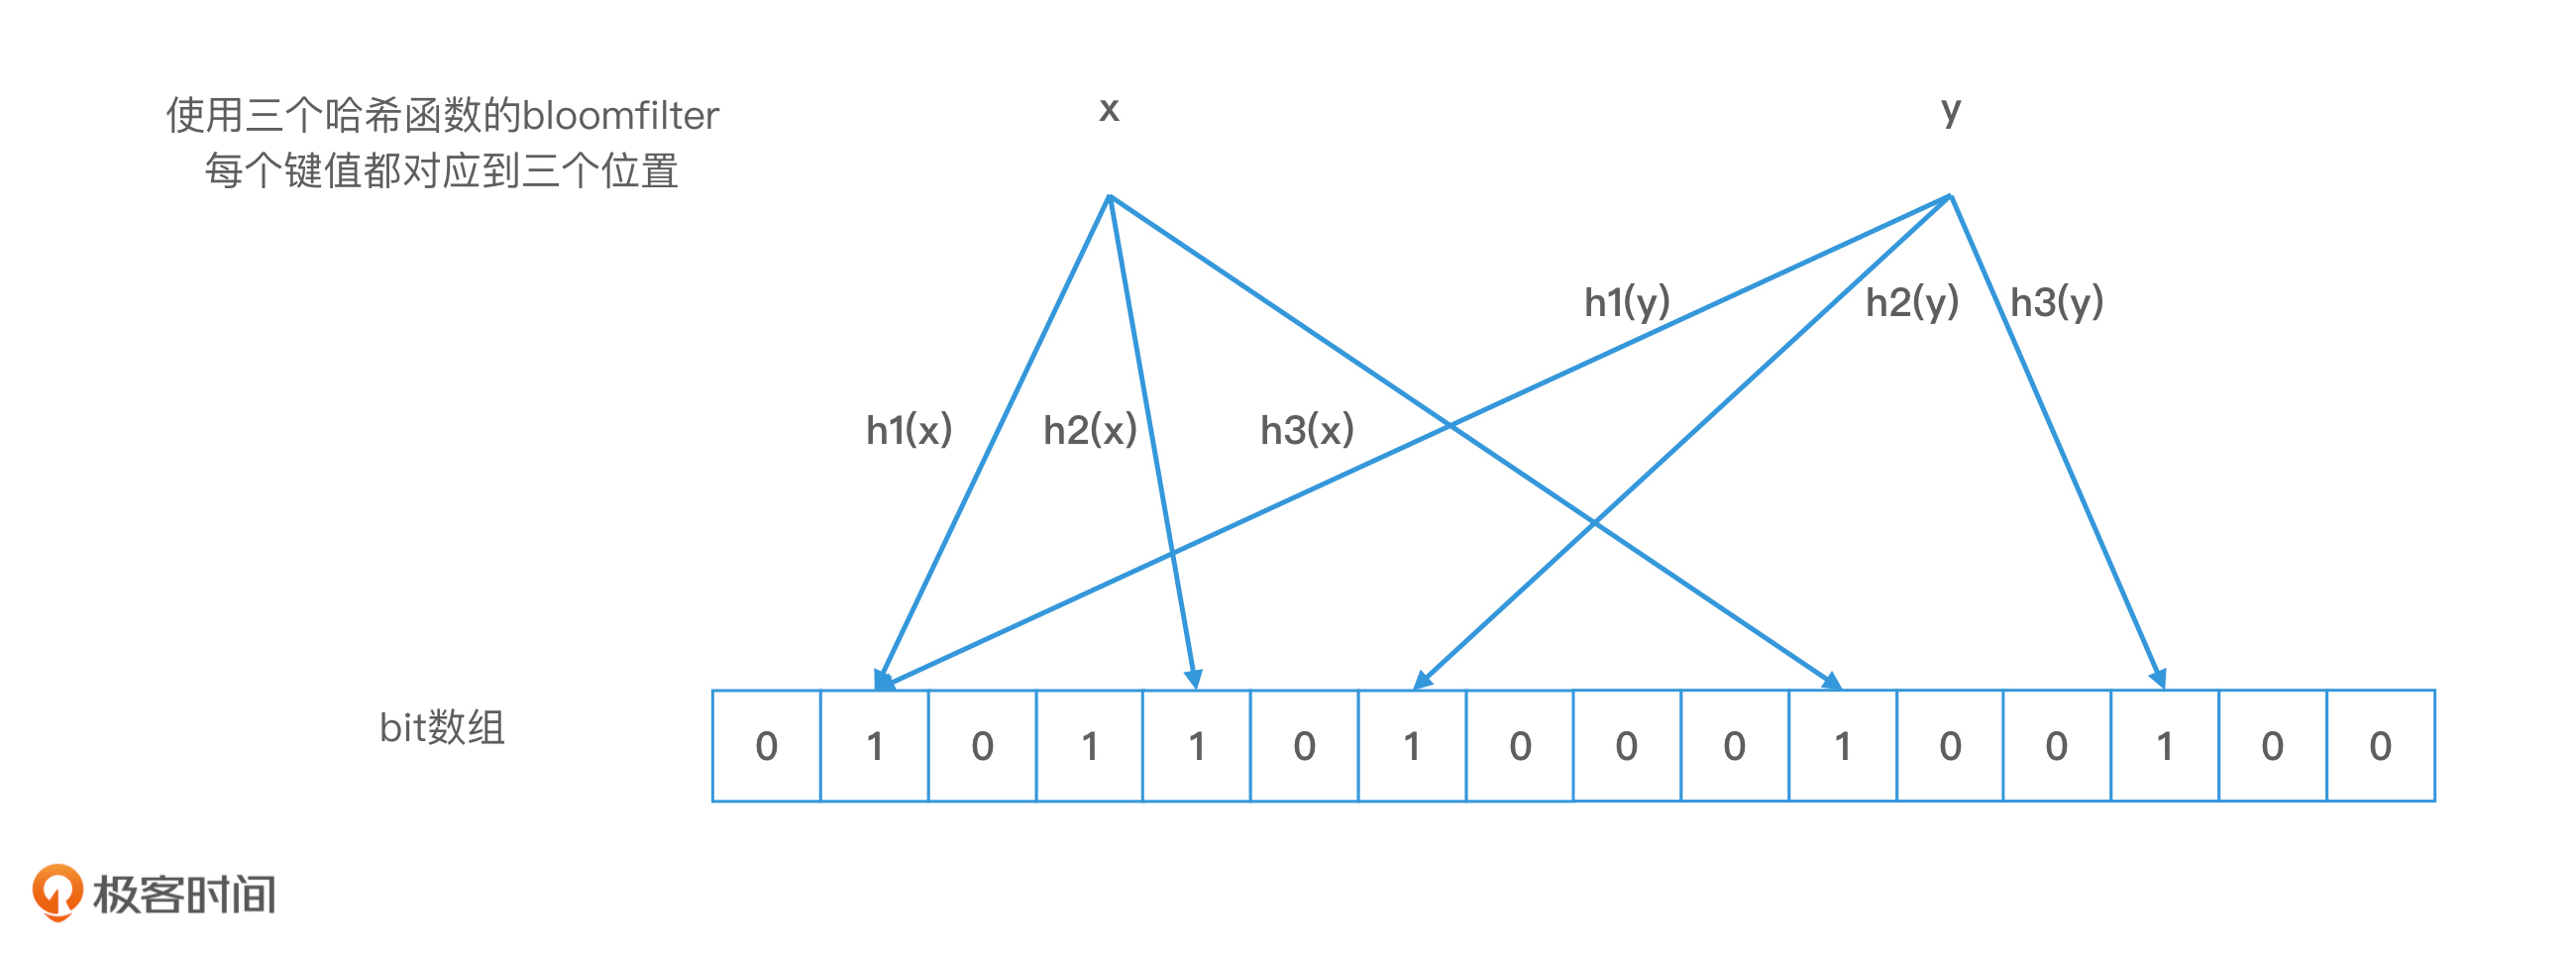 使用三个哈希函数的bloomfilter
每个键值都对应到三个位置
x
y
h1(y)
h2(y)
h3(y)
h1(x)
h2(x)
h3(x)
bit数组
0 1 0 1 1 0 1 0 0 0 1 0 0 1 0 0
极客时间